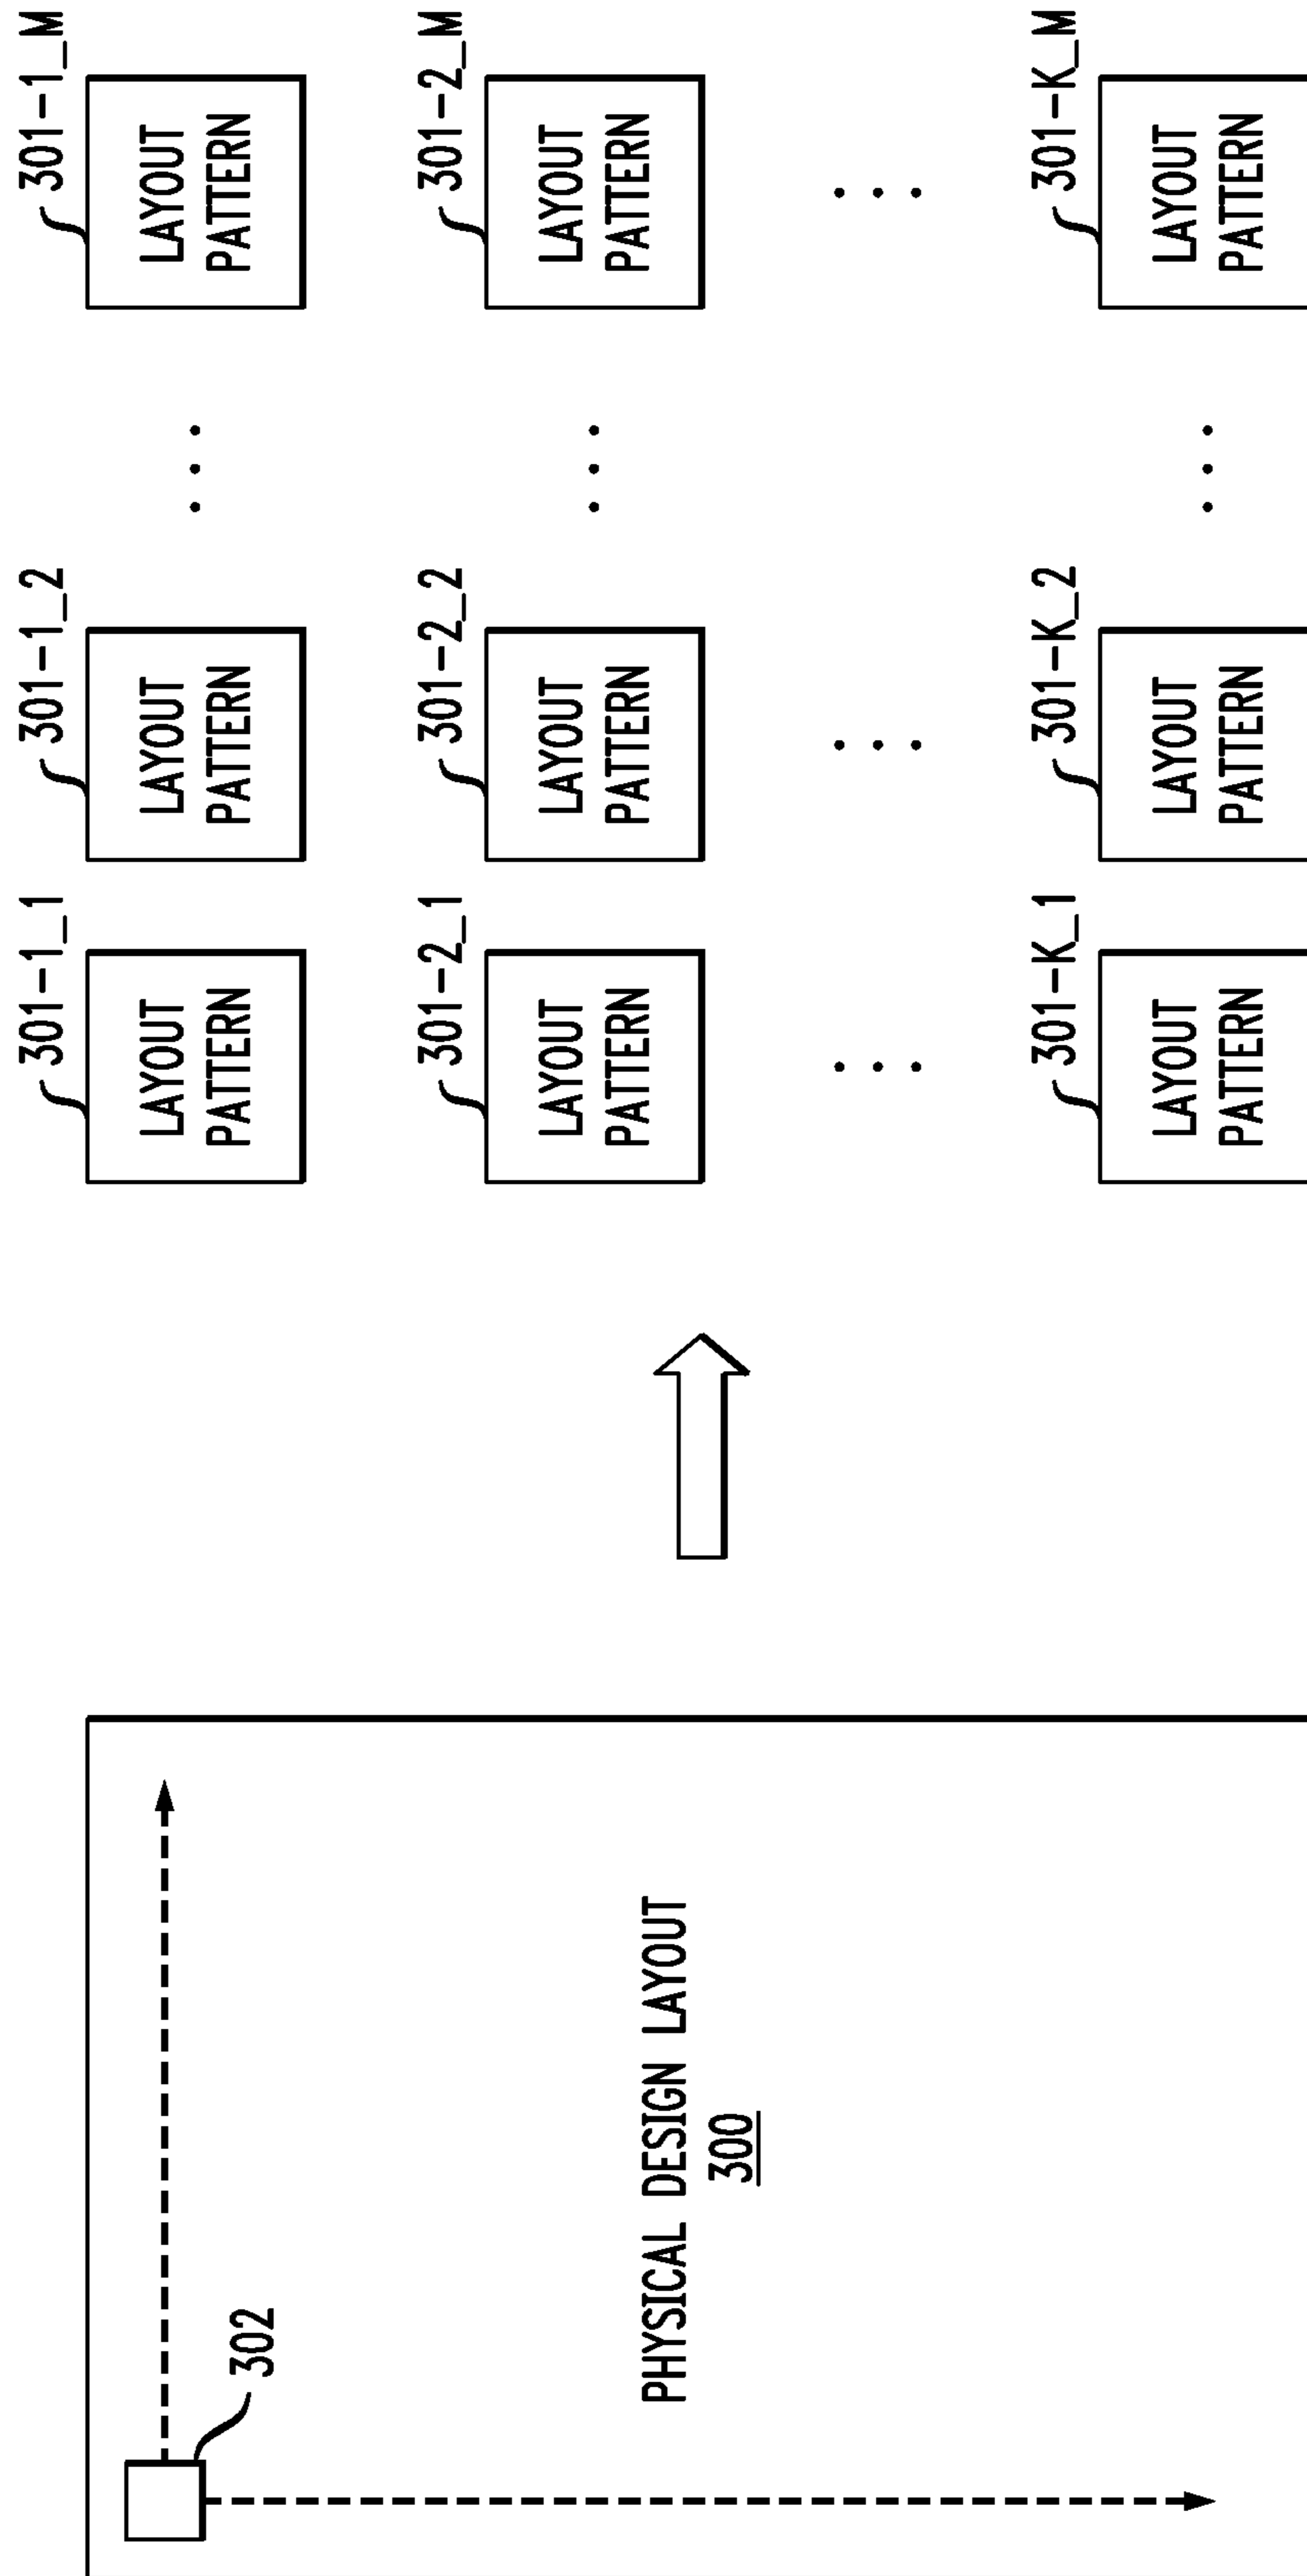 301-1_1
LAYOUT
PATTERN
301-1_2
LAYOUT
PATTERN
. . .
301-1_M
LAYOUT
PATTERN
302
301-2_1
LAYOUT
PATTERN
301-2_2
LAYOUT
PATTERN
. . .
301-2_M
LAYOUT
PATTERN
PHYSICAL DESIGN LAYOUT
300
. . .
. . .
. . .
301-K_1
LAYOUT
PATTERN
301-K_2
LAYOUT
PATTERN
. . .
301-K_M
LAYOUT
PATTERN